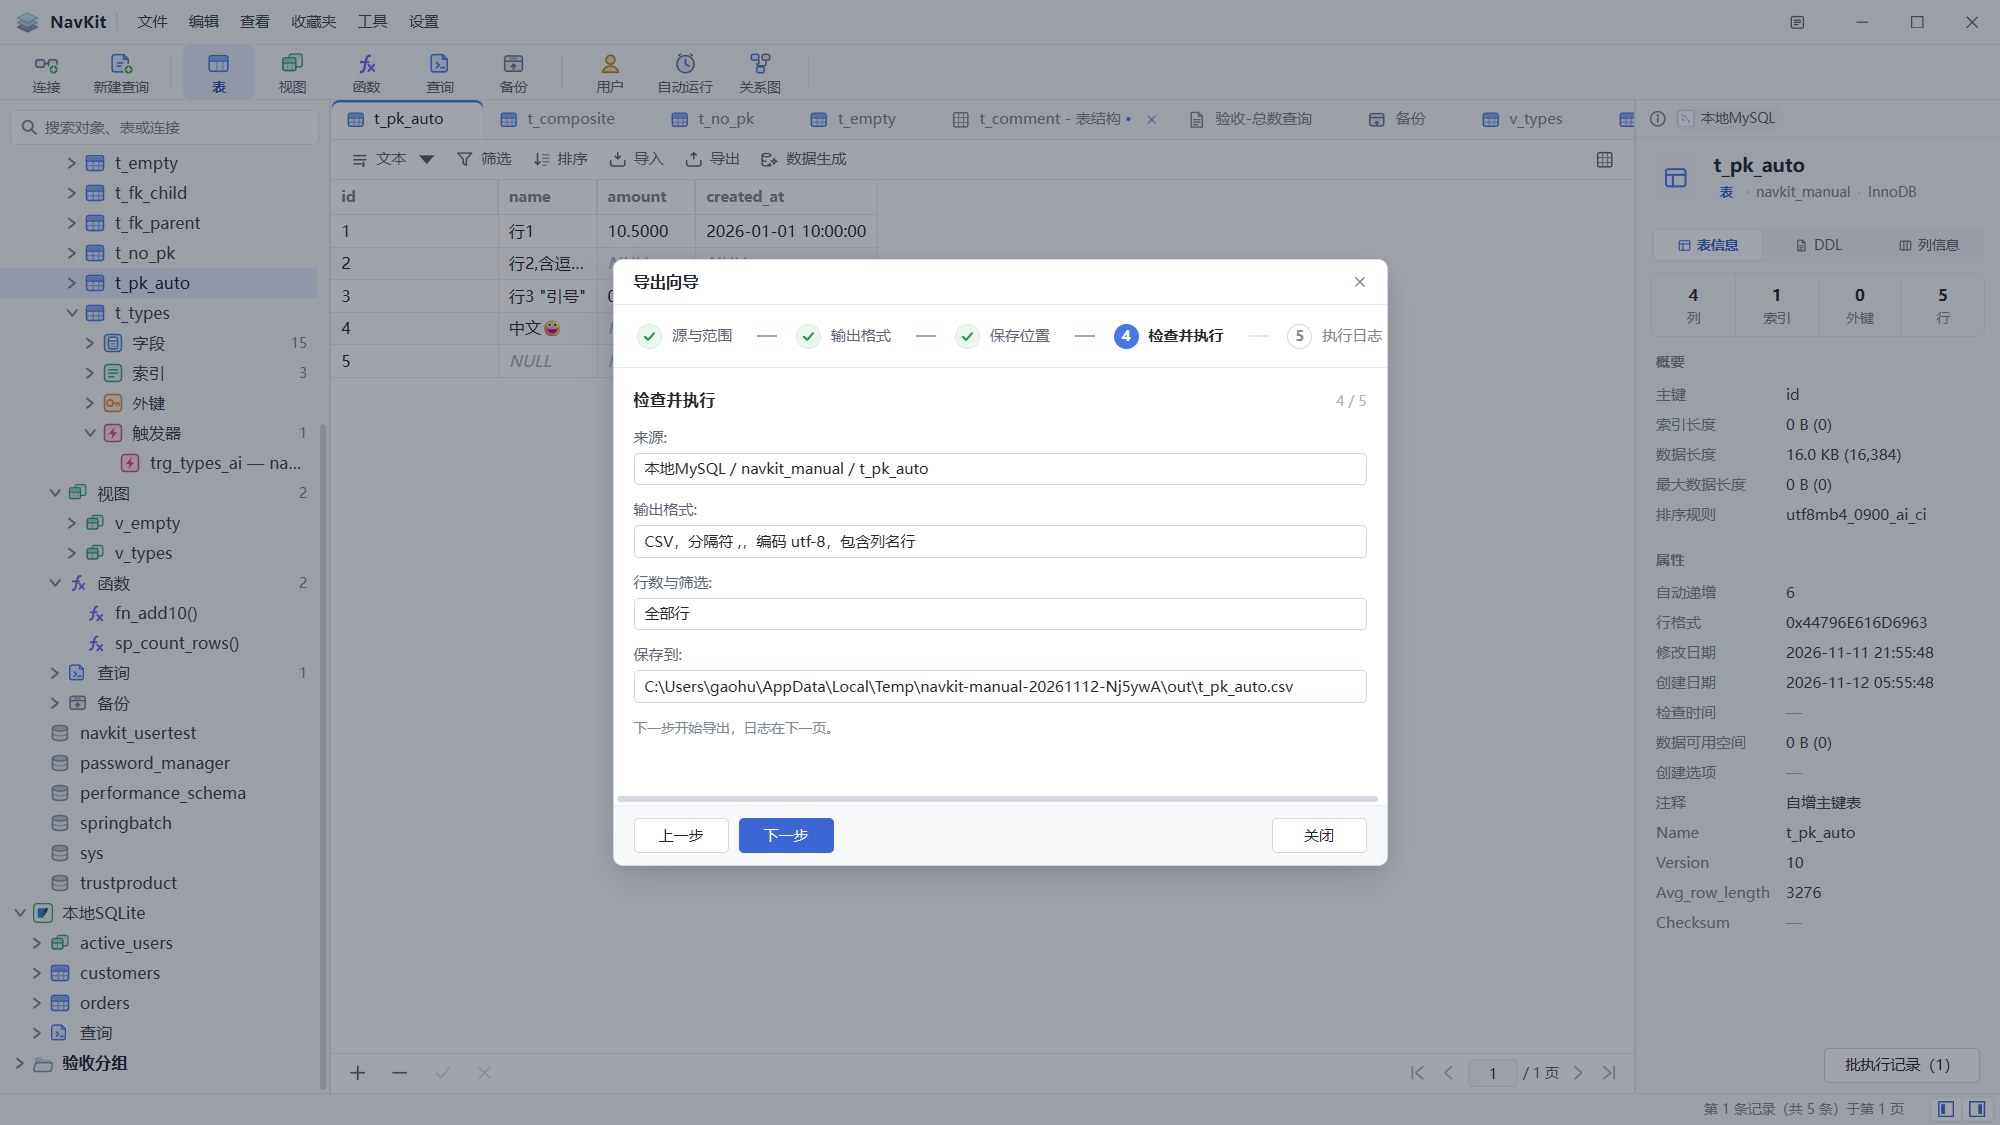 NavKit 文件 编辑 查看 收藏夹 工具 设置
连接 新建查询 表 视图 函数 查询 备份 用户 自动运行 关系图
搜索对象、表或连接
t_empty
t_fk_child
t_fk_parent
t_no_pk
t_pk_auto
t_types
字段 15
索引 3
外键
触发器 1
trg_types_ai — na...
视图 2
v_empty
v_types
函数 2
fn_add10()
sp_count_rows()
查询 1
备份
navkit_usertest
password_manager
performance_schema
springbatch
sys
trustproduct
本地SQLite
active_users
customers
orders
查询
验收分组
t_pk_auto t_composite t_no_pk t_empty t_comment - 表结构 • × 验收-总数查询 备份 v_types
文本 筛选 排序 导入 导出 数据生成
id name amount created_at
1 行1 10.5000 2026-01-01 10:00:00
2 行2,含逗...
3 行3 "引号"
4 中文😀
5 NULL
导出向导
源与范围 输出格式 保存位置 4 检查并执行 5 执行日志
检查并执行 4 / 5
来源:
本地MySQL / navkit_manual / t_pk_auto
输出格式:
CSV，分隔符 ,，编码 utf-8，包含列名行
行数与筛选:
全部行
保存到:
C:\Users\gaohu\AppData\Local\Temp\navkit-manual-20261112-Nj5ywA\out\t_pk_auto.csv
下一步开始导出，日志在下一页。
上一步 下一步 关闭
1 / 1 页
本地MySQL
t_pk_auto
表 · navkit_manual · InnoDB
表信息 DDL 列信息
4 1 0 5
列 索引 外键 行
概要
主键 id
索引长度 0 B (0)
数据长度 16.0 KB (16,384)
最大数据长度 0 B (0)
排序规则 utf8mb4_0900_ai_ci
属性
自动递增 6
行格式 0x44796E616D6963
修改日期 2026-11-11 21:55:48
创建日期 2026-11-12 05:55:48
检查时间 —
数据可用空间 0 B (0)
创建选项 —
注释 自增主键表
Name t_pk_auto
Version 10
Avg_row_length 3276
Checksum —
批执行记录（1）
第 1 条记录（共 5 条）于第 1 页